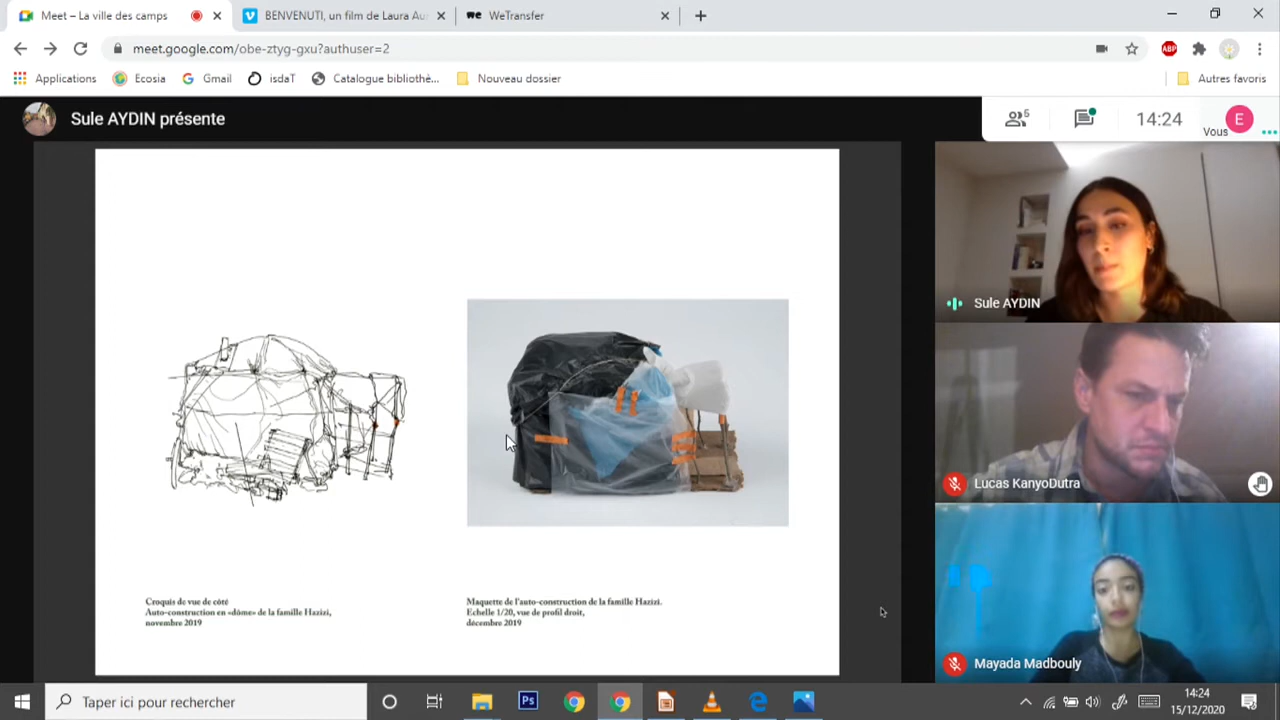 Meet – La ville des camps
BENVENUTI, un film de Laura Au
WeTransfer
meet.google.com/obe-ztyg-gxu?authuser=2
ABP
Applications
Ecosia
Gmail
isdaT
Catalogue bibliothè...
Nouveau dossier
Autres favoris
Sule AYDIN présente
5
14:24
E
Vous
Sule AYDIN
Lucas KanyoDutra
Mayada Madbouly
Croquis de vue de côté
Auto-construction en «dôme» de la famille Hazizi,
novembre 2019
Maquette de l'auto-construction de la famille Hazizi.
Echelle 1/20, vue de profil droit,
décembre 2019
Taper ici pour rechercher
Ps
14:24
15/12/2020